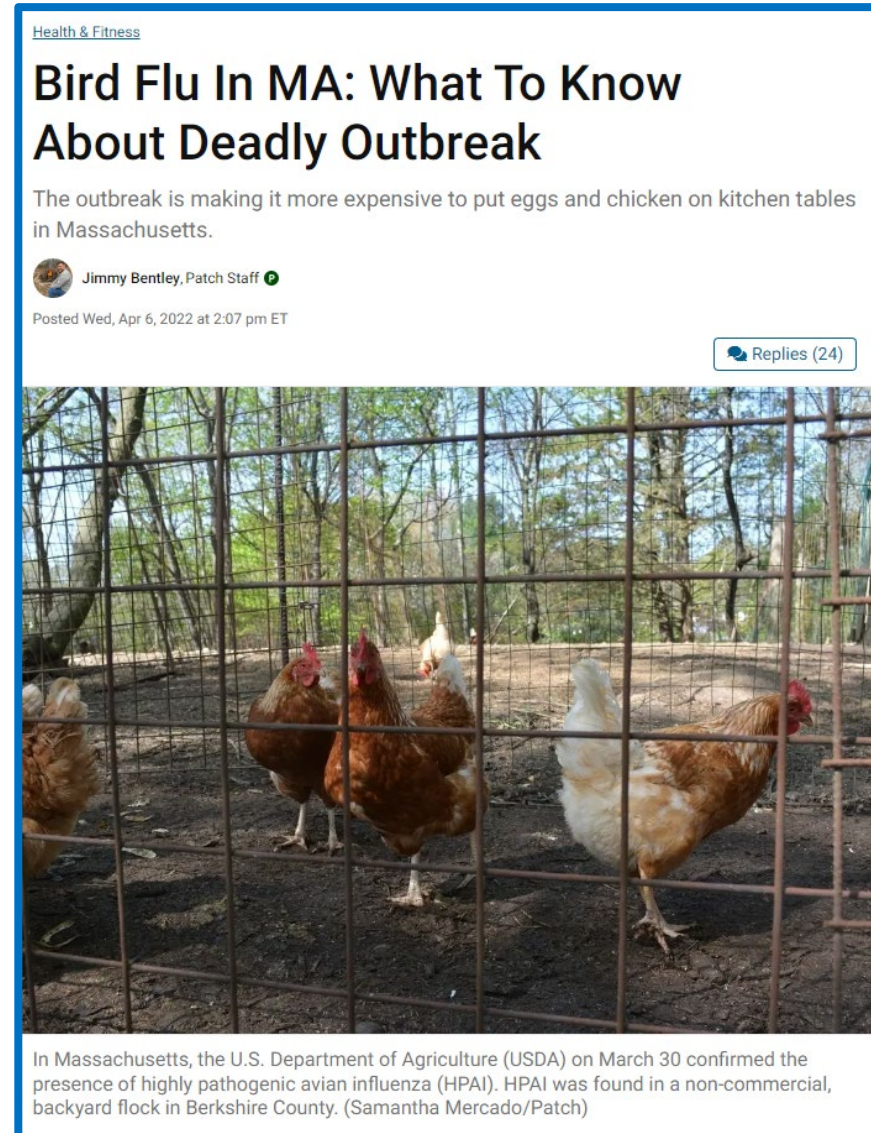 Health & Fitness
Bird Flu In MA: What To Know
About Deadly Outbreak
The outbreak is making it more expensive to put eggs and chicken on kitchen tables
in Massachusetts.
Jimmy Bentley, Patch Staff P
Posted Wed, Apr 6, 2022 at 2:07 pm ET
Replies (24)
In Massachusetts, the U.S. Department of Agriculture (USDA) on March 30 confirmed the
presence of highly pathogenic avian influenza (HPAI). HPAI was found in a non-commercial,
backyard flock in Berkshire County. (Samantha Mercado/Patch)